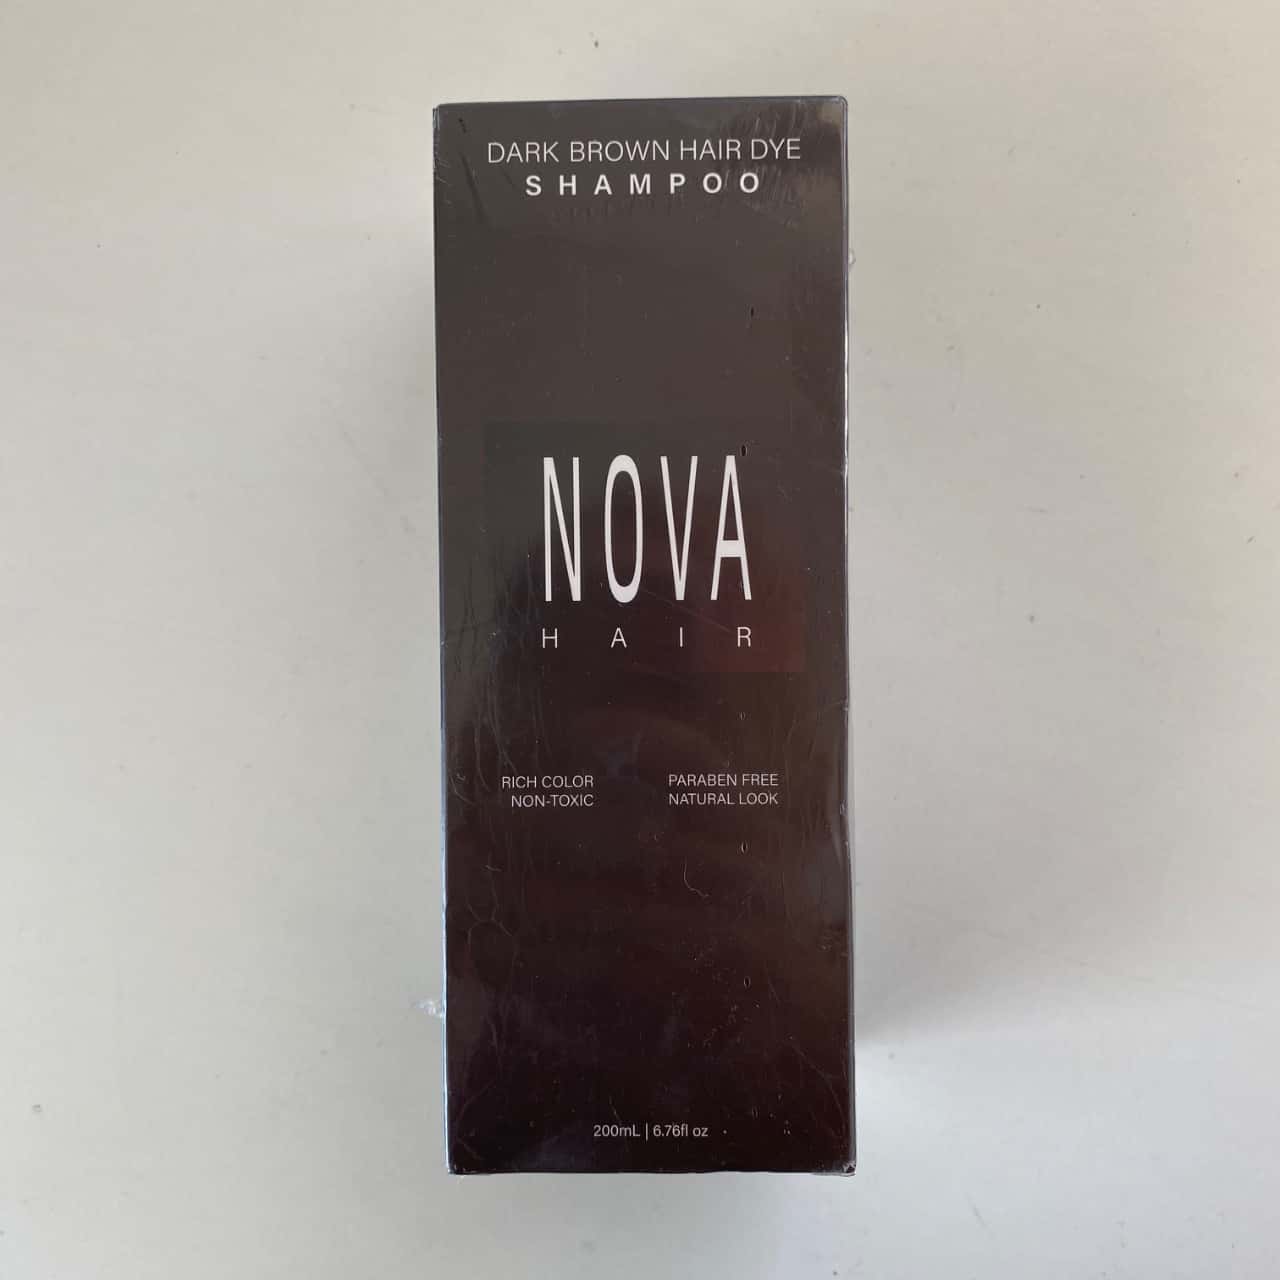 DARK BROWN HAIR DYE
SHAMPOO
NOVA
HAIR
RICH COLOR
NON-TOXIC
PARABEN FREE
NATURAL LOOK
200mL | 6.76fl oz